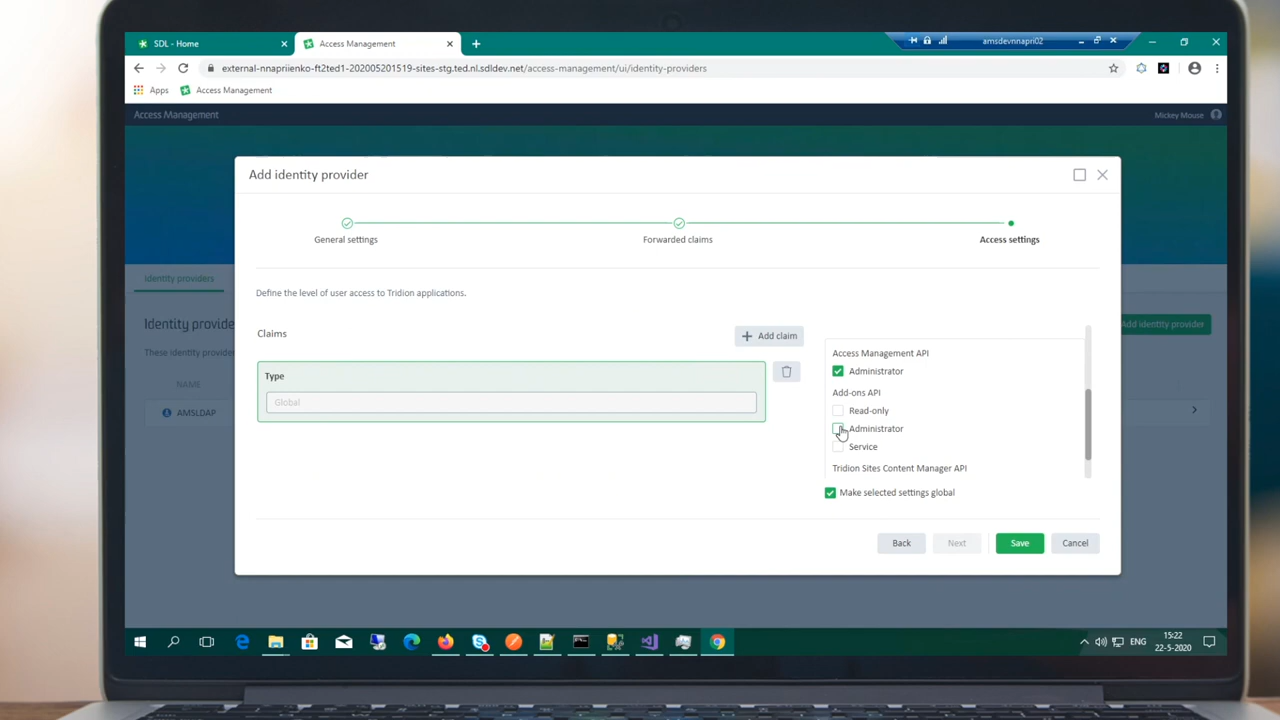 SDL - Home
Access Management
amsdevnnapri02
external-nnapriienko-ft2ted1-202005201519-sites-stg.ted.nl.sdldev.net/access-management/ui/identity-providers
Apps
Access Management
Access Management
Mickey Mouse
Add identity provider
General settings
Forwarded claims
Access settings
Identity providers
Define the level of user access to Tridion applications.
Identity provide
Add identity provider
Claims
Add claim
These identity provide
Access Management API
Type
Administrator
NAME
Add-ons API
Global
AMSLDAP
Read-only
Administrator
Service
Tridion Sites Content Manager API
Make selected settings global
Back
Next
Save
Cancel
ENG
15:22
22-5-2020